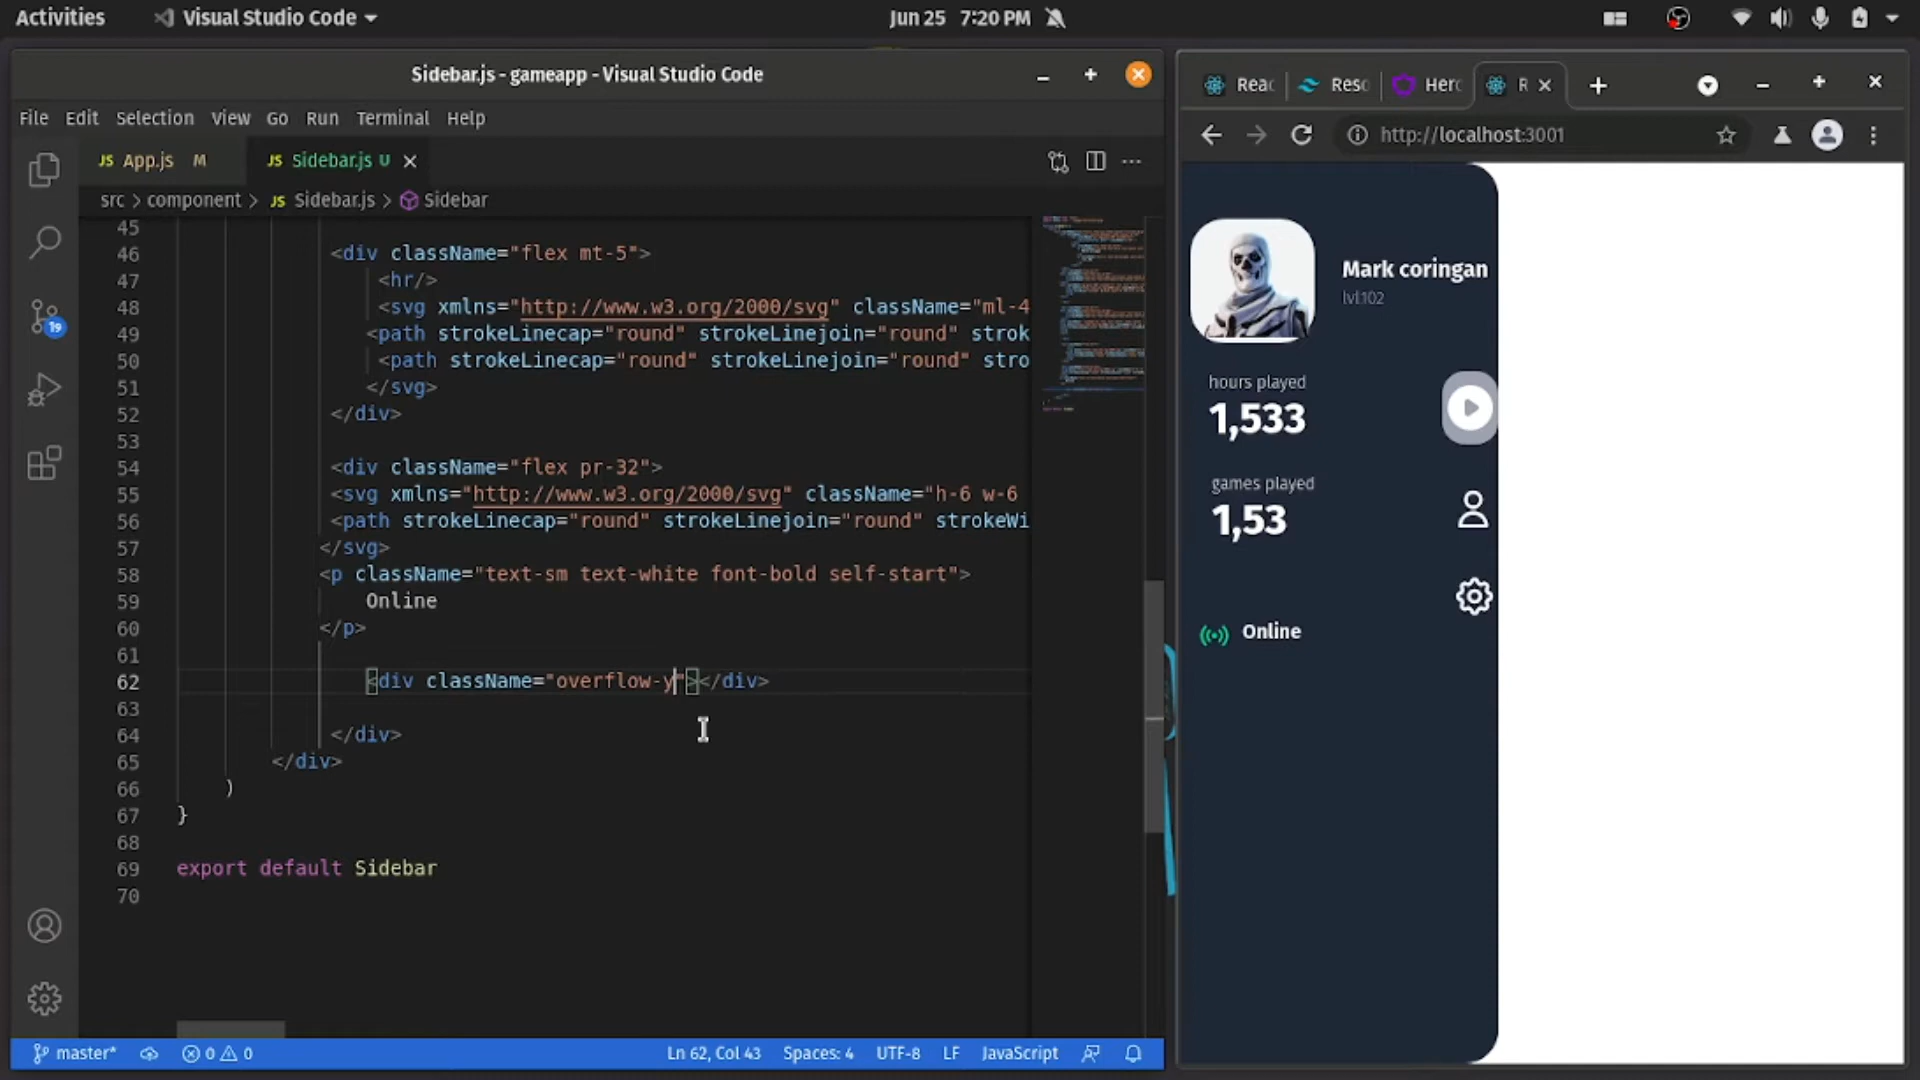 Activities
Visual Studio Code
Jun 25 7:20 PM
Sidebar.js - gameapp - Visual Studio Code
File Edit Selection View Go Run Terminal Help
JS App.js M
JS Sidebar.js U
src > component > JS Sidebar.js > Sidebar
45
46 <div className="flex mt-5">
47 <hr/>
48 <svg xmlns="http://www.w3.org/2000/svg" className="ml-4
49 <path strokeLinecap="round" strokeLinejoin="round" strok
50 <path strokeLinecap="round" strokeLinejoin="round" stro
51 </svg>
52 </div>
53
54 <div className="flex pr-32">
55 <svg xmlns="http://www.w3.org/2000/svg" className="h-6 w-6
56 <path strokeLinecap="round" strokeLinejoin="round" strokeWi
57 </svg>
58 <p className="text-sm text-white font-bold self-start">
59 Online
60 </p>
61
62 <div className="overflow-y"></div>
63
64 </div>
65 </div>
66 )
67 }
68
69 export default Sidebar
70
19
master* 0 0
Ln 62, Col 43 Spaces: 4 UTF-8 LF JavaScript
Reac Reso Hero R
http://localhost:3001
Mark coringan
lvl102
hours played
1,533
games played
1,53
Online